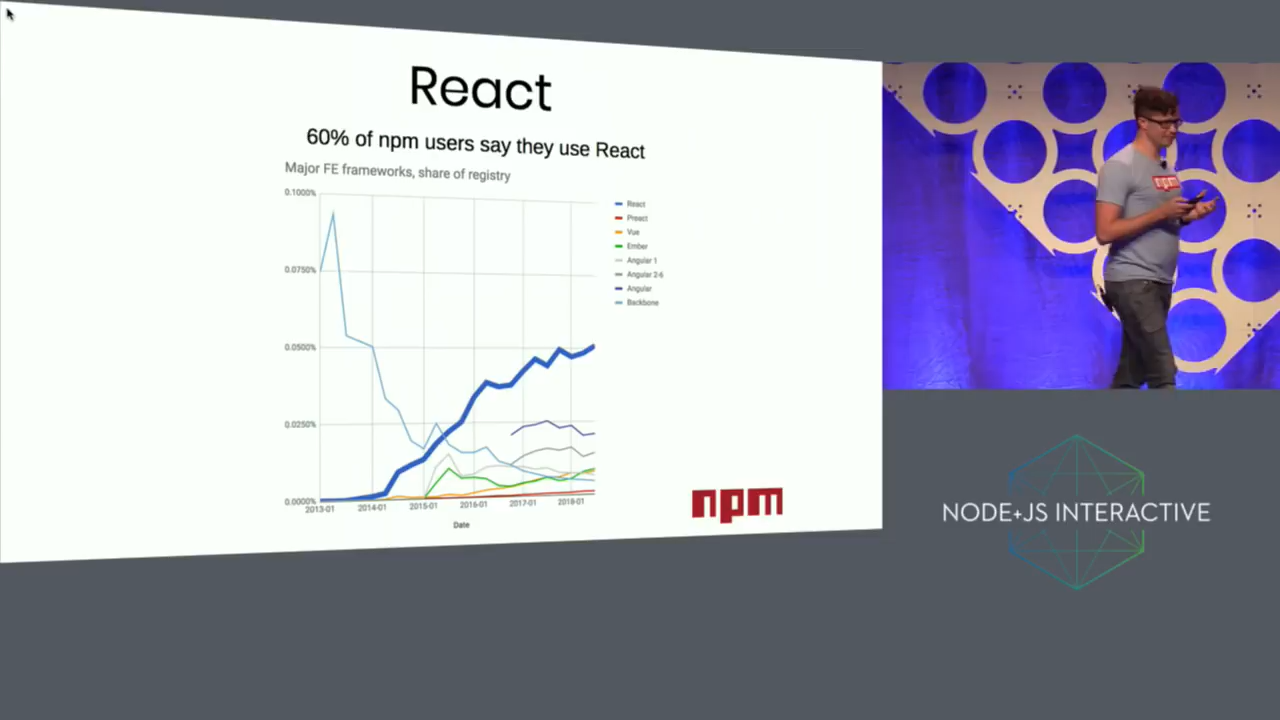 React
60% of npm users say they use React
Major FE frameworks, share of registry
0.1000%
0.0750%
0.0500%
0.0250%
0.0000%
2013-01
2014-01
2015-01
2016-01
2017-01
2018-01
Date
React
Preact
Vue
Ember
Angular 1
Angular 2-6
Angular
Backbone
npm
npm
NODE+JS INTERACTIVE